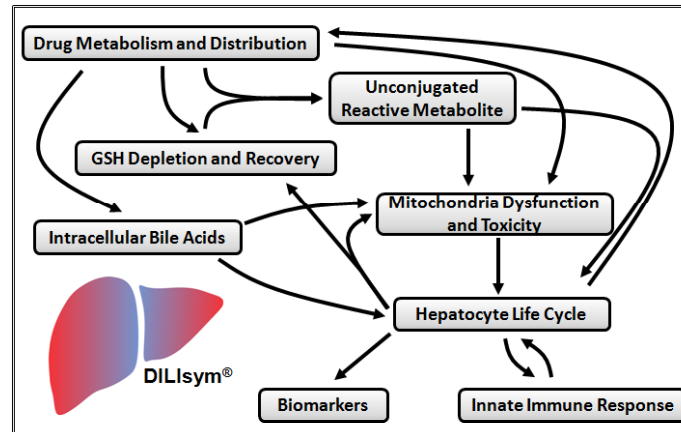 Drug Metabolism and Distribution
Unconjugated
Reactive Metabolite
GSH Depletion and Recovery
Mitochondria Dysfunction
and Toxicity
Intracellular Bile Acids
Hepatocyte Life Cycle
DILIsym®
Biomarkers
Innate Immune Response